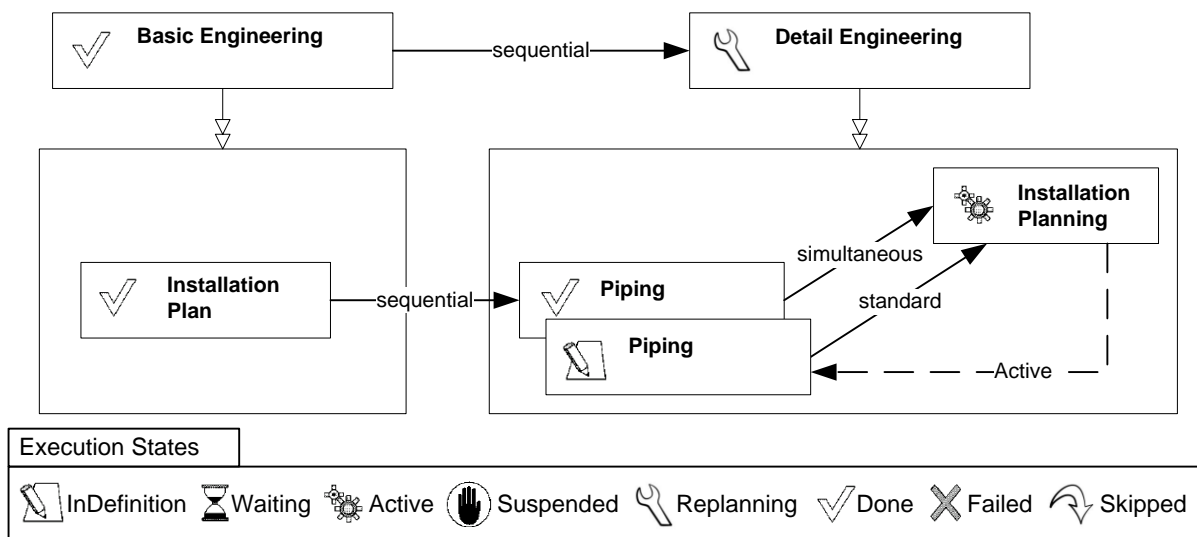 Basic Engineering
sequential
Detail Engineering
Installation
Planning
simultaneous
Installation
Plan
sequential
Piping
standard
Piping
Active
Execution States
InDefinition Waiting Active Suspended Replanning Done Failed Skipped